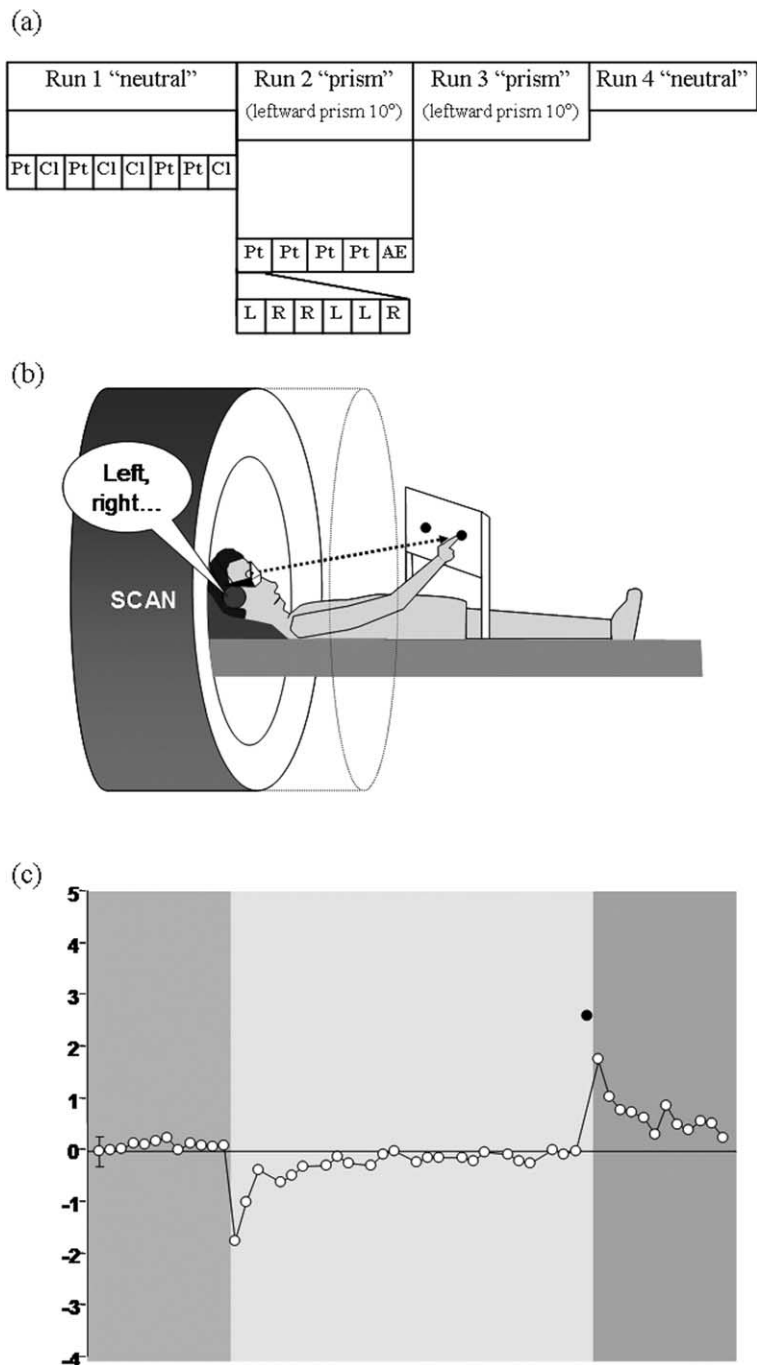 (a)
Run 1 “neutral” Run 2 “prism” Run 3 “prism” Run 4 “neutral”
(leftward prism 10°) (leftward prism 10°)
Pt Cl Pt Cl Cl Pt Pt Cl
Pt Pt Pt Pt AE
L R R L L R
(b)
Left,
right...
SCAN
(c)
5
4
3
2
1
0
-1
-2
-3
-4